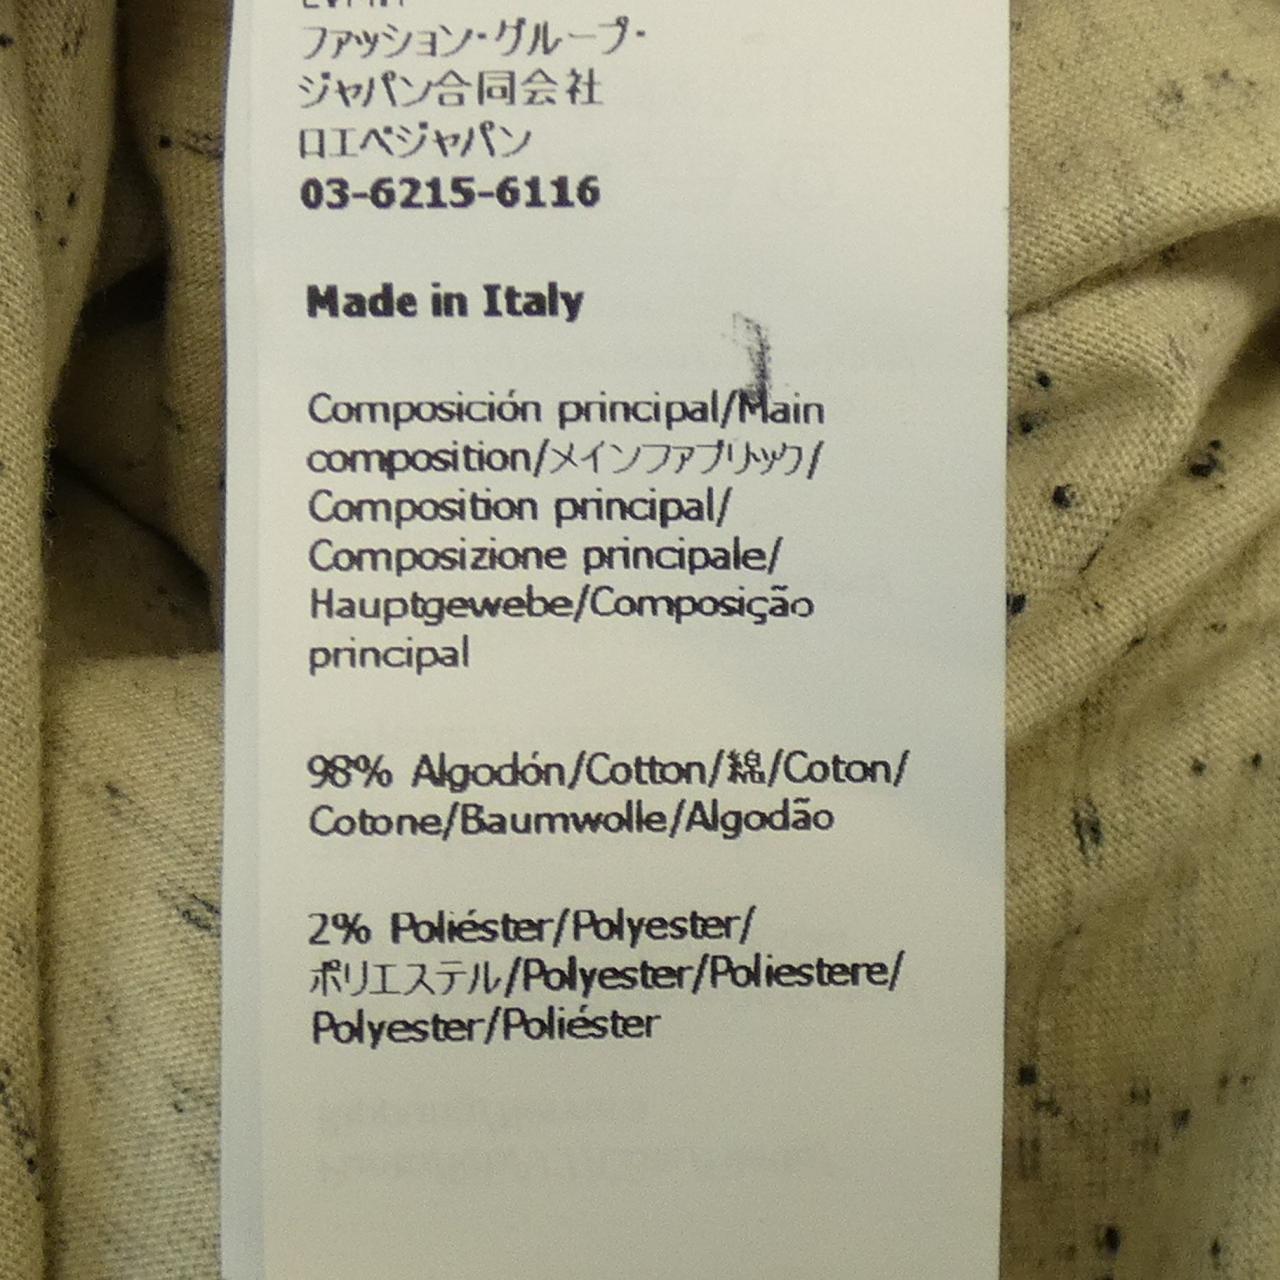 ファッション・グループ・
ジャパン合同会社
ロエベジャパン
03-6215-6116
Made in Italy
Composición principal/Main
composition/メインファブリック/
Composition principal/
Composizione principale/
Hauptgewebe/Composição
principal
98% Algodón/Cotton/綿/Coton/
Cotone/Baumwolle/Algodão
2% Poliéster/Polyester/
ポリエステル/Polyester/Poliestere/
Polyester/Poliéster